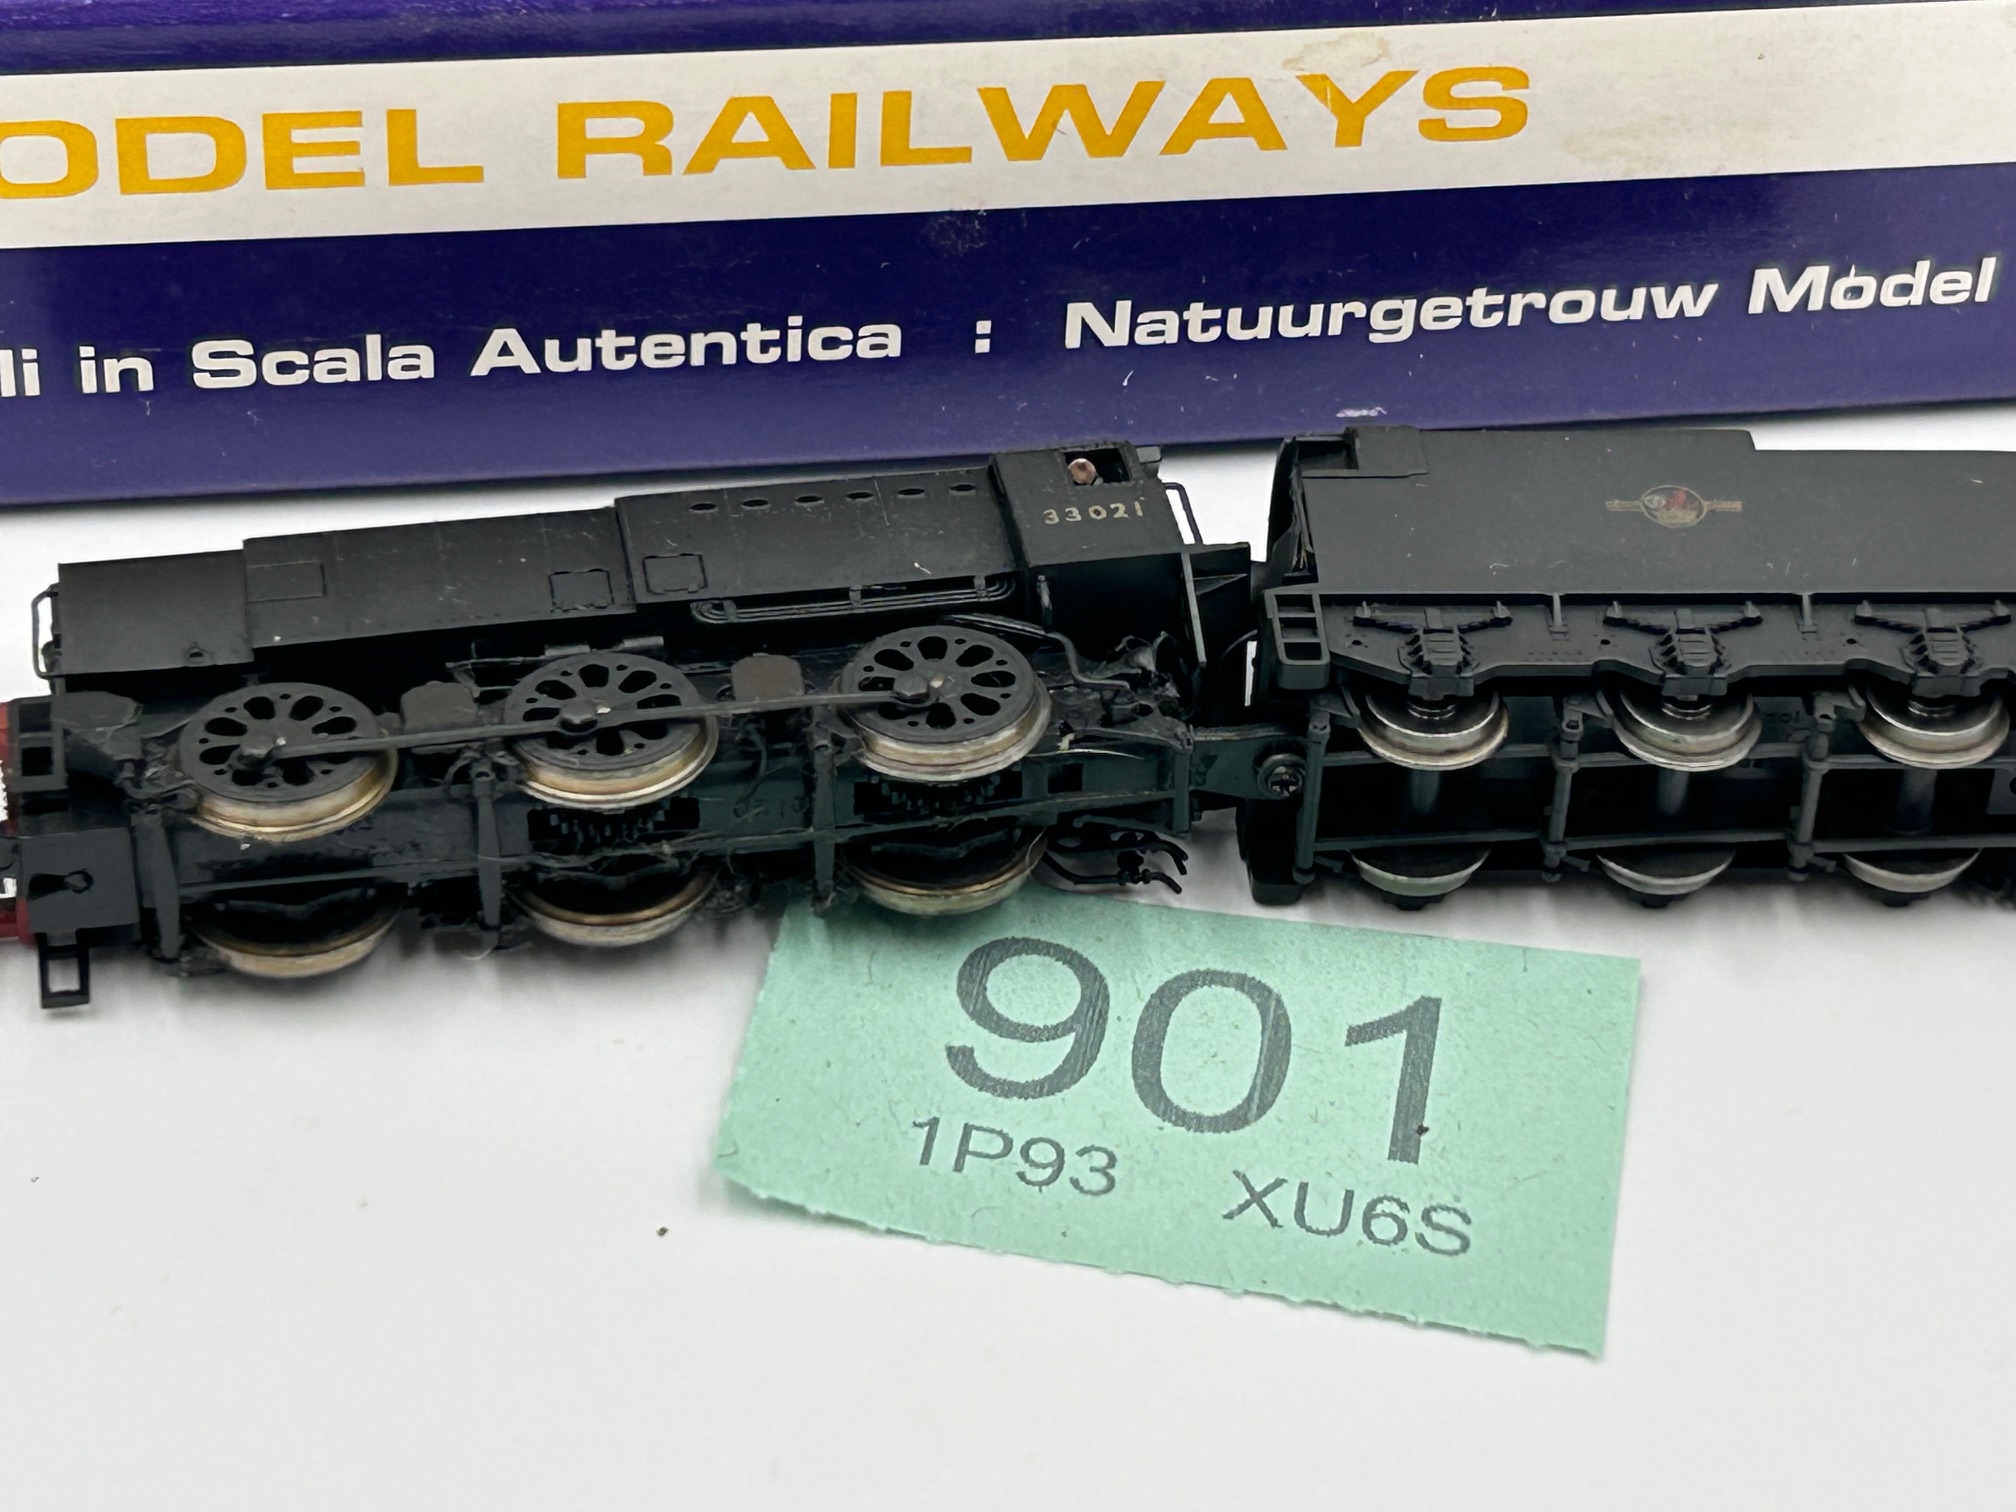 ODEL RAILWAYS
li in Scala Autentica : Natuurgetrouw Model
33021
901
1P93 XU6S